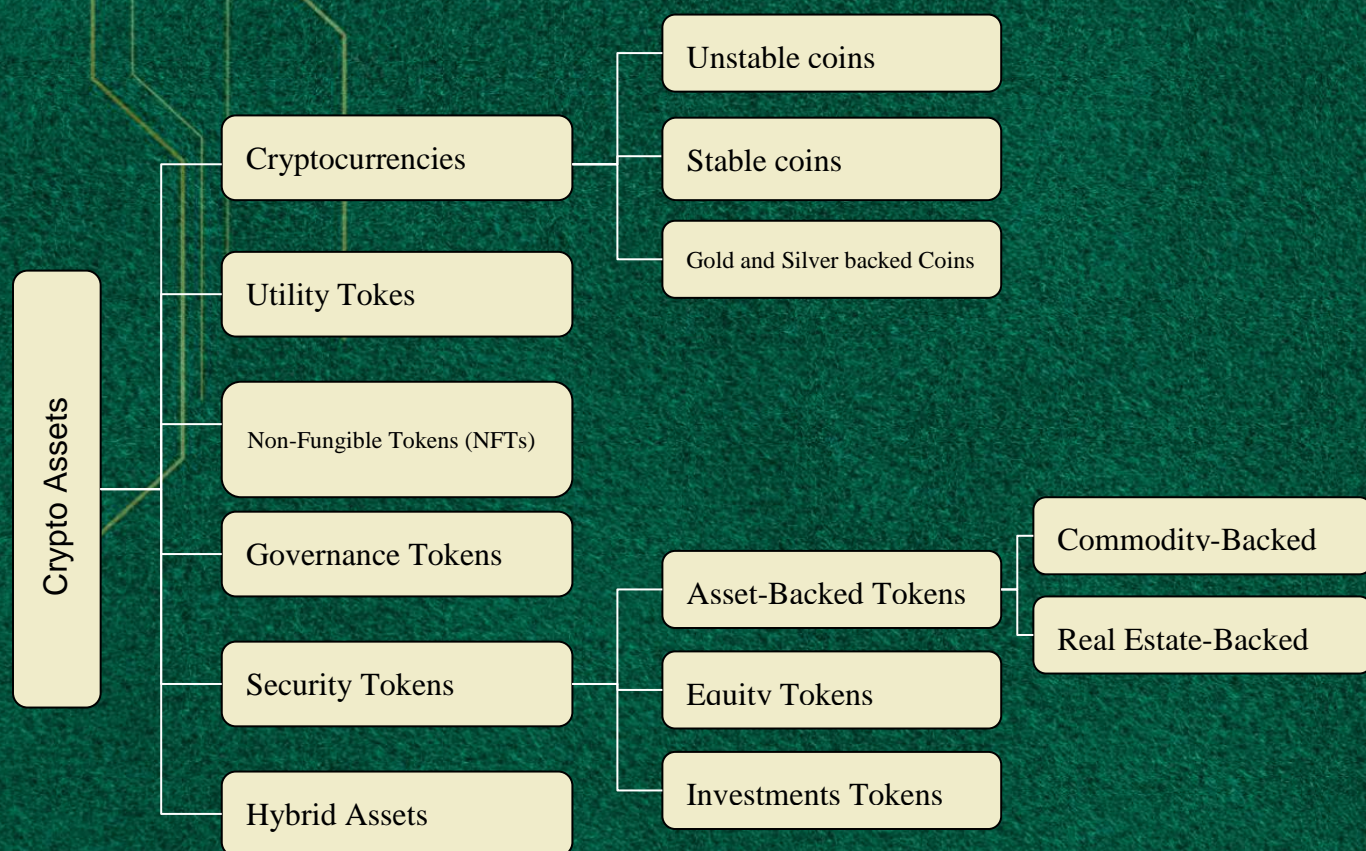 Crypto Assets
Cryptocurrencies
Unstable coins
Stable coins
Gold and Silver backed Coins
Utility Tokes
Non-Fungible Tokens (NFTs)
Governance Tokens
Security Tokens
Asset-Backed Tokens
Commodity-Backed
Real Estate-Backed
Equity Tokens
Investments Tokens
Hybrid Assets